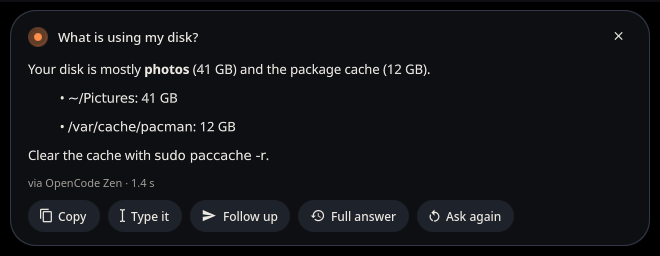 What is using my disk?
Your disk is mostly photos (41 GB) and the package cache (12 GB).
• ~/Pictures: 41 GB
• /var/cache/pacman: 12 GB
Clear the cache with sudo paccache -r.
via OpenCode Zen · 1.4 s
Copy Type it Follow up Full answer Ask again